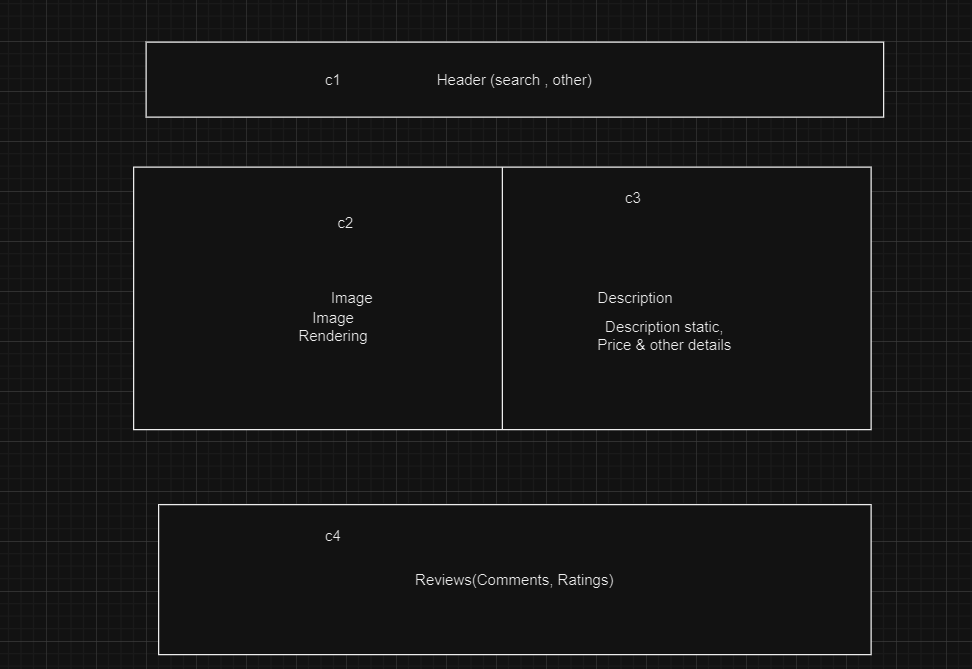 c1
Header (search , other)
c2
Image
Image
Rendering
c3
Description
Description static,
Price & other details
c4
Reviews(Comments, Ratings)